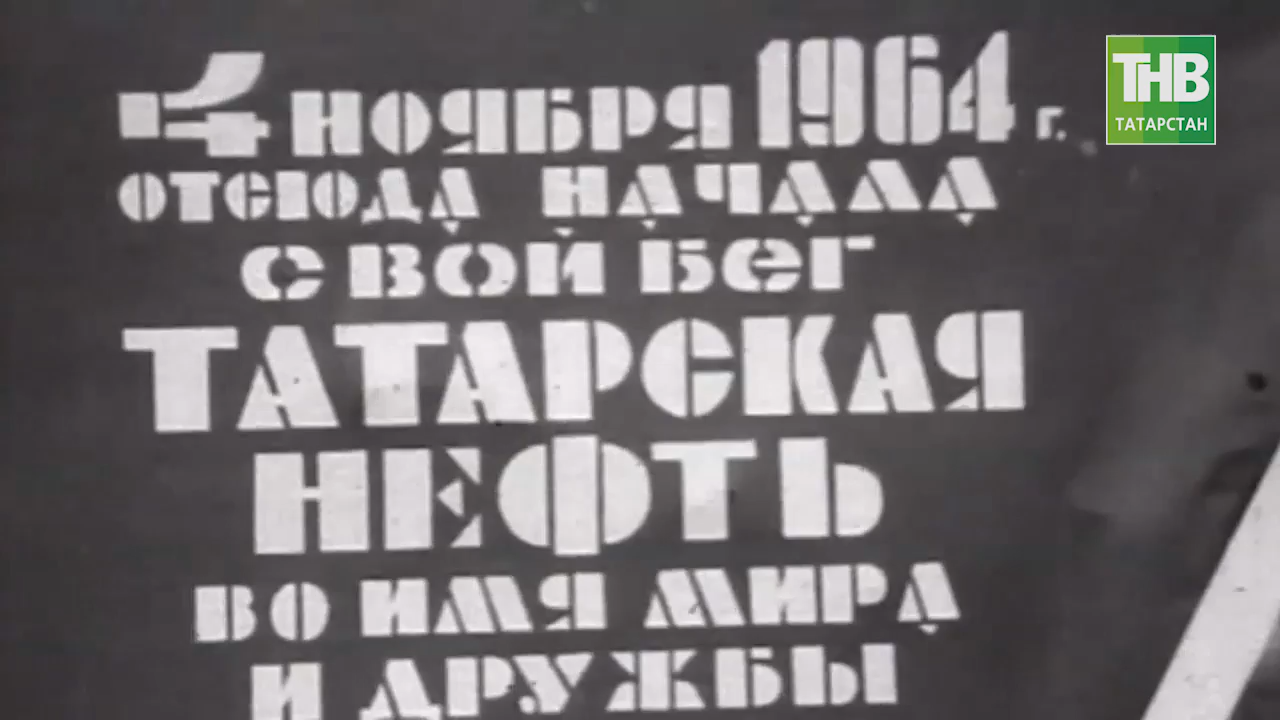 4 НОЯБРЯ 1964 г.
ОТСЮДА НАЧАЛА
СВОЙ БЕГ
ТАТАРСКАЯ
НЕФТЬ
ВО ИМЯ МИРА
И ДРУЖБЫ
ТНВ
ТАТАРСТАН